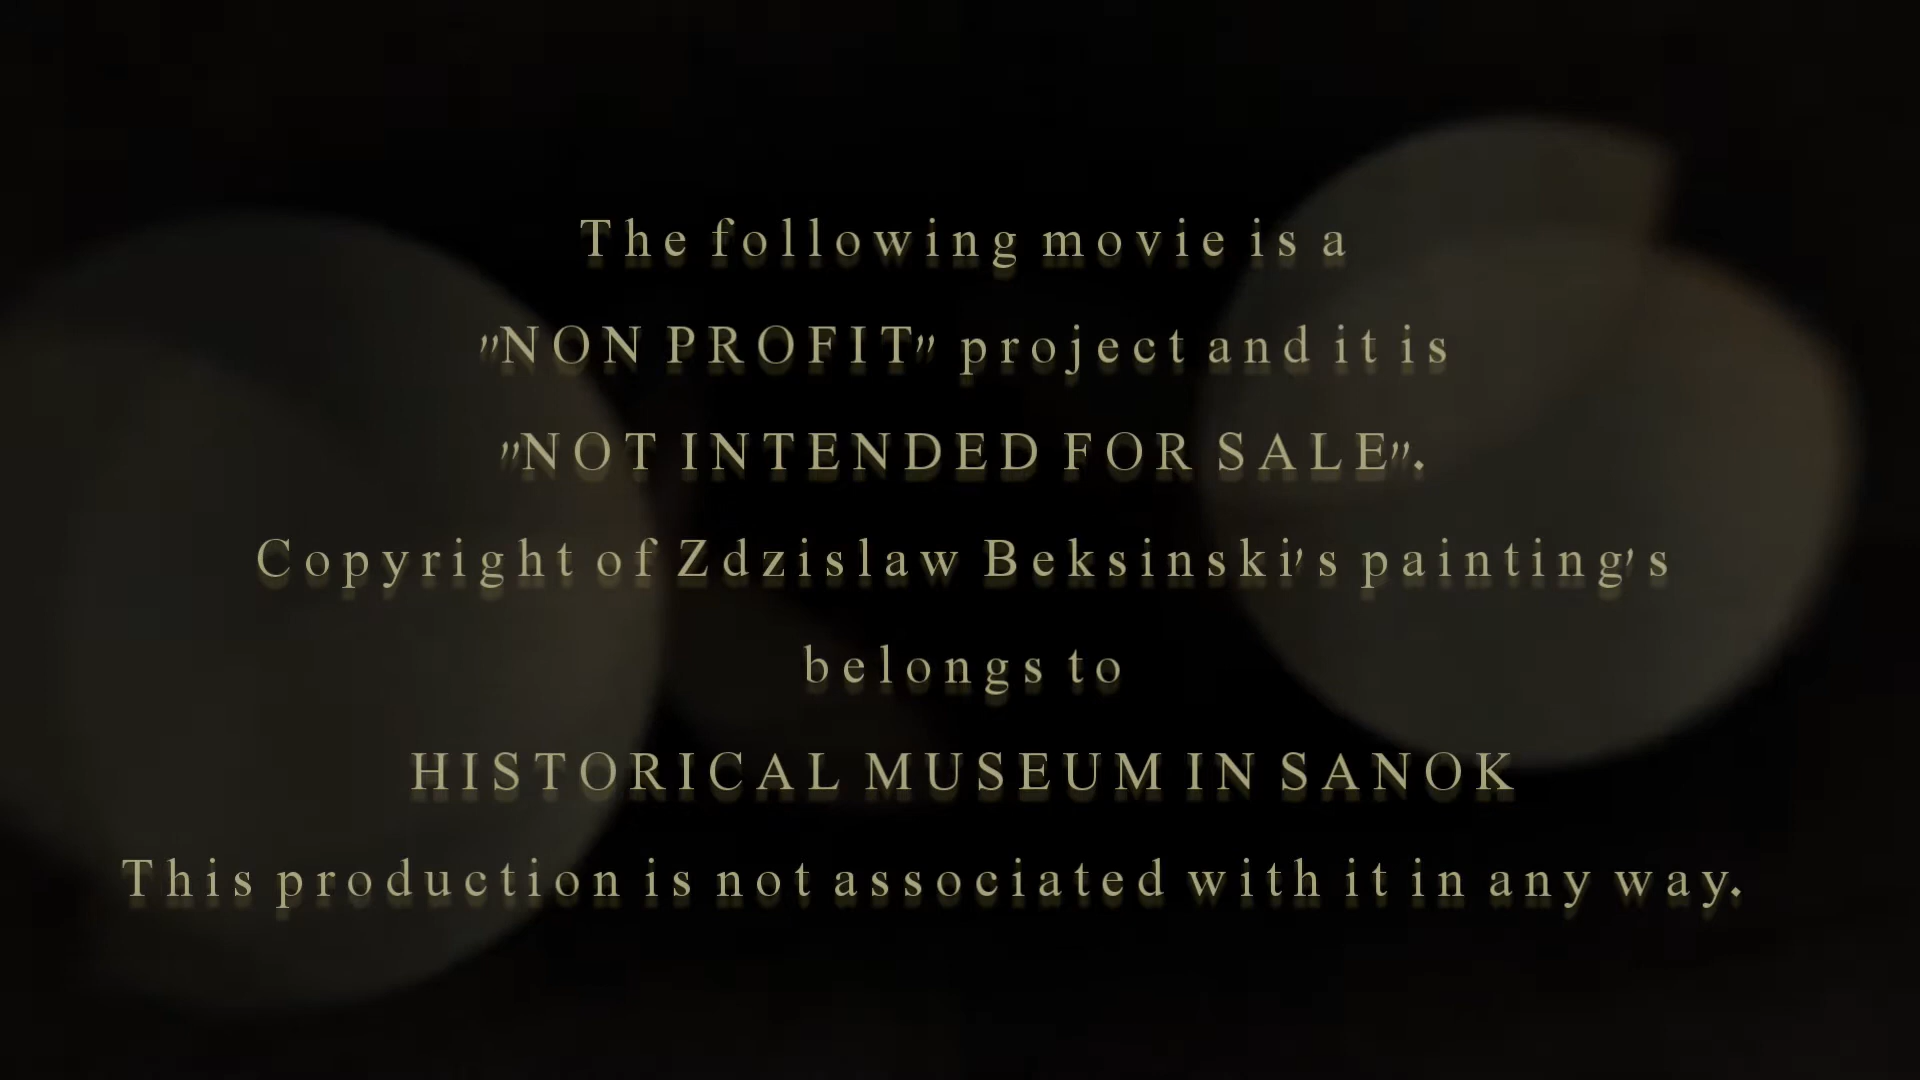 The following movie is a
"NON PROFIT" project and it is
"NOT INTENDED FOR SALE".
Copyright of Zdzislaw Beksinski's painting's
belongs to
HISTORICAL MUSEUM IN SANOK
This production is not associated with it in any way.